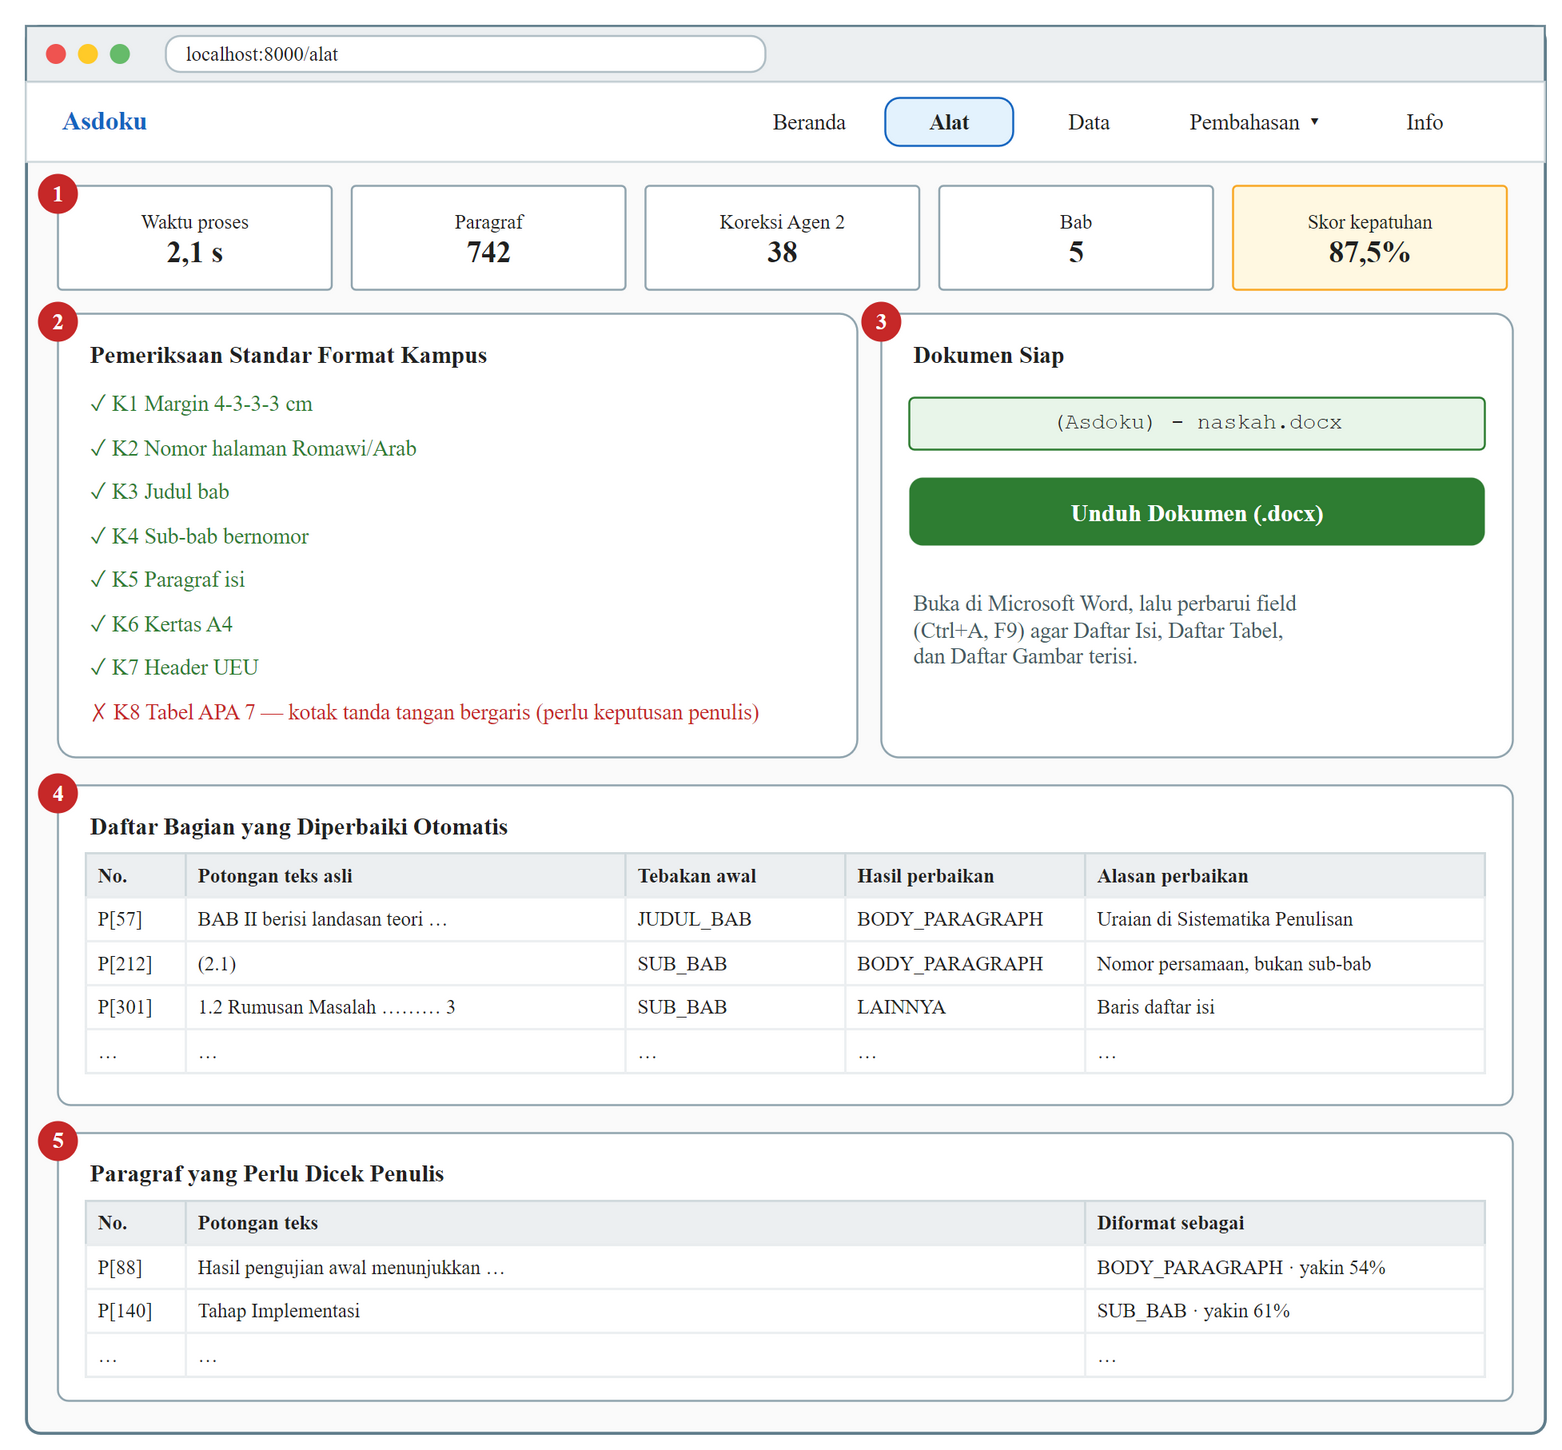 localhost:8000/alat
Asdoku
Beranda
Alat
Data
Pembahasan ▼
Info
1
Waktu proses
2,1 s
Paragraf
742
Koreksi Agen 2
38
Bab
5
Skor kepatuhan
87,5%
2
Pemeriksaan Standar Format Kampus
✓ K1 Margin 4-3-3-3 cm
✓ K2 Nomor halaman Romawi/Arab
✓ K3 Judul bab
✓ K4 Sub-bab bernomor
✓ K5 Paragraf isi
✓ K6 Kertas A4
✓ K7 Header UEU
✗ K8 Tabel APA 7 — kotak tanda tangan bergaris (perlu keputusan penulis)
3
Dokumen Siap
(Asdoku) - naskah.docx
Unduh Dokumen (.docx)
Buka di Microsoft Word, lalu perbarui field
(Ctrl+A, F9) agar Daftar Isi, Daftar Tabel,
dan Daftar Gambar terisi.
4
Daftar Bagian yang Diperbaiki Otomatis
No. Potongan teks asli Tebakan awal Hasil perbaikan Alasan perbaikan
P[57] BAB II berisi landasan teori … JUDUL_BAB BODY_PARAGRAPH Uraian di Sistematika Penulisan
P[212] (2.1) SUB_BAB BODY_PARAGRAPH Nomor persamaan, bukan sub-bab
P[301] 1.2 Rumusan Masalah ……… 3 SUB_BAB LAINNYA Baris daftar isi
… … … … …
5
Paragraf yang Perlu Dicek Penulis
No. Potongan teks Diformat sebagai
P[88] Hasil pengujian awal menunjukkan … BODY_PARAGRAPH · yakin 54%
P[140] Tahap Implementasi SUB_BAB · yakin 61%
… … …